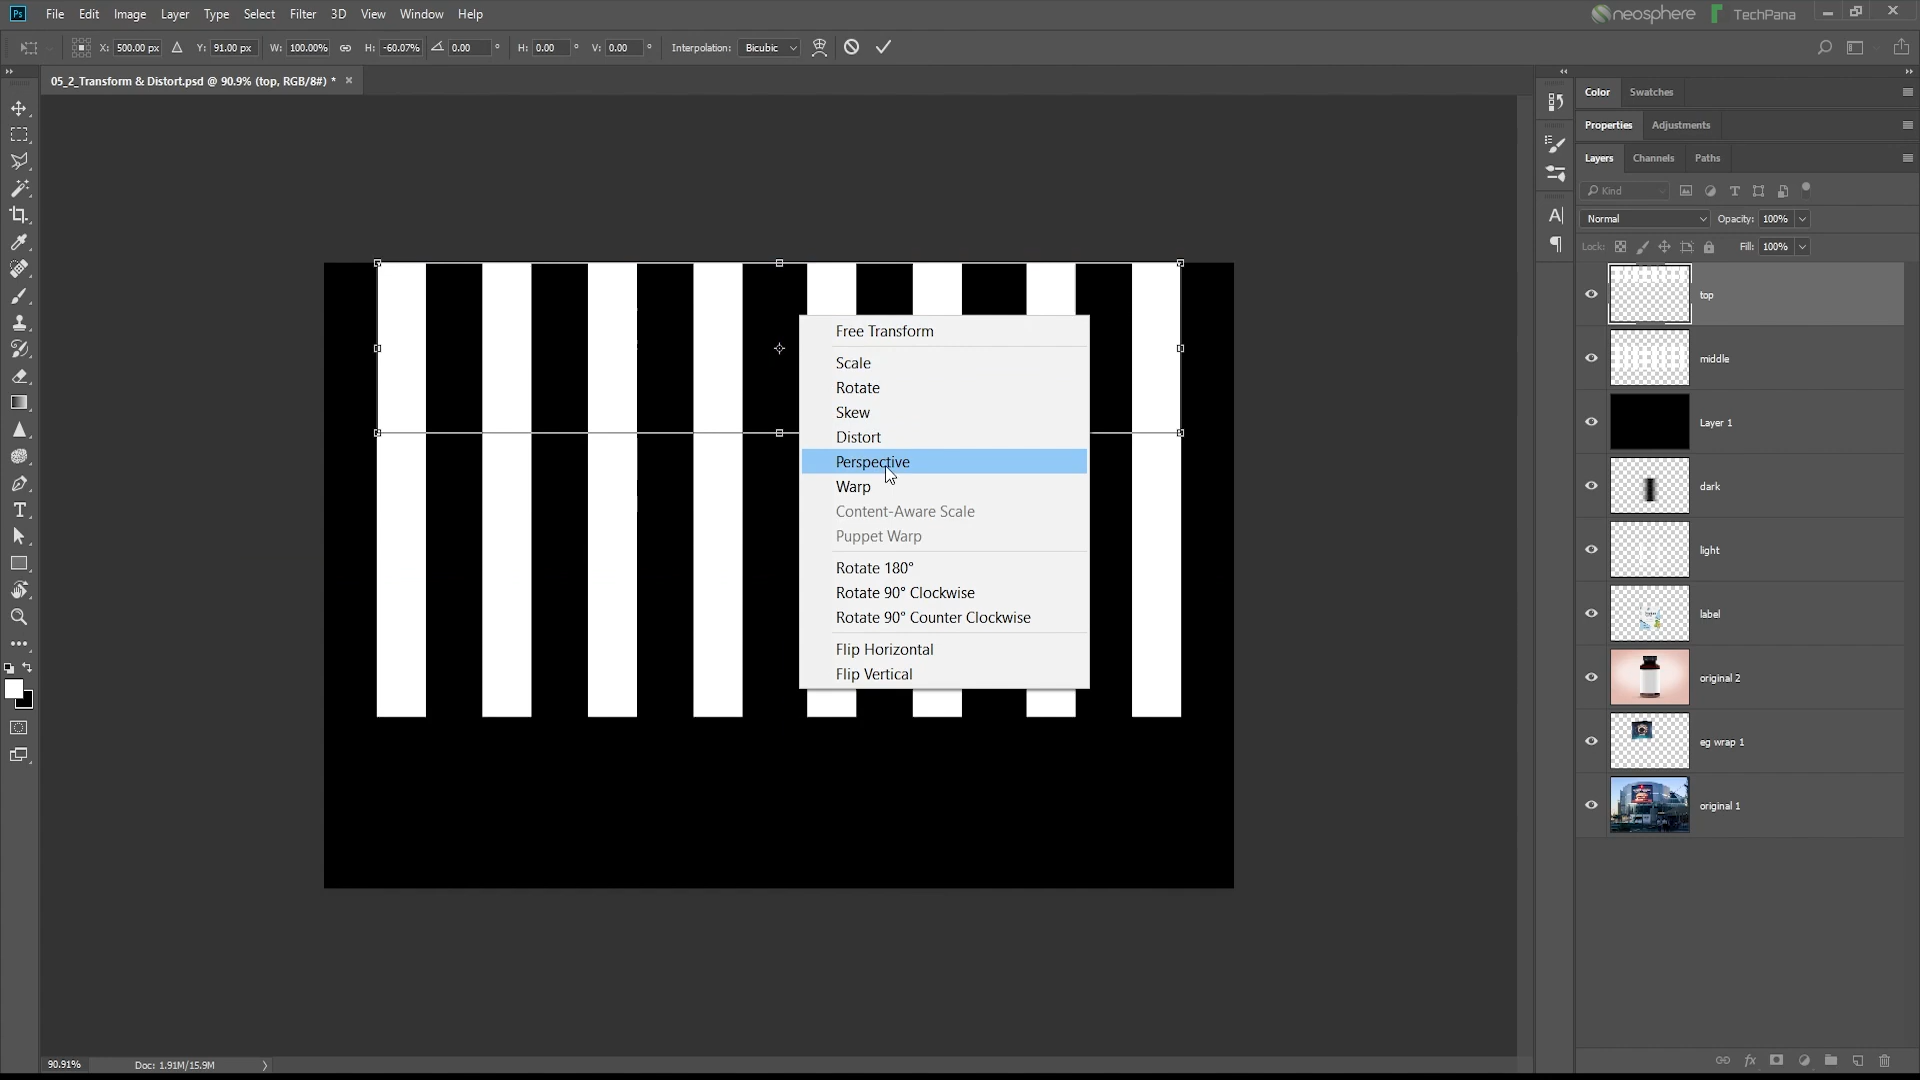 Ps File Edit Image Layer Type Select Filter 3D View Window Help
neosphere TechPana
X: 500.00 px Y: 91.00 px W: 100.00% H: -60.07% 0.00 ° H: 0.00 ° V: 0.00 ° Interpolation: Bicubic
05_2_Transform & Distort.psd @ 90.9% (top, RGB/8#) * ×
Color Swatches
Properties Adjustments
Layers Channels Paths
Kind
Normal Opacity: 100%
Lock: Fill: 100%
top
middle
Layer 1
dark
light
label
original 2
eg wrap 1
original 1
Free Transform
Scale
Rotate
Skew
Distort
Perspective
Warp
Content-Aware Scale
Puppet Warp
Rotate 180°
Rotate 90° Clockwise
Rotate 90° Counter Clockwise
Flip Horizontal
Flip Vertical
90.91% Doc: 1.91M/15.9M